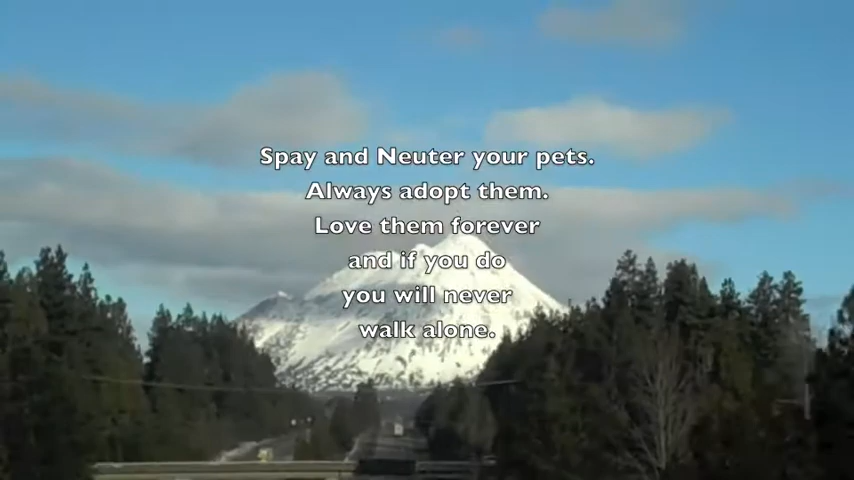 Spay and Neuter your pets.
Always adopt them.
Love them forever
and if you do
you will never
walk alone.